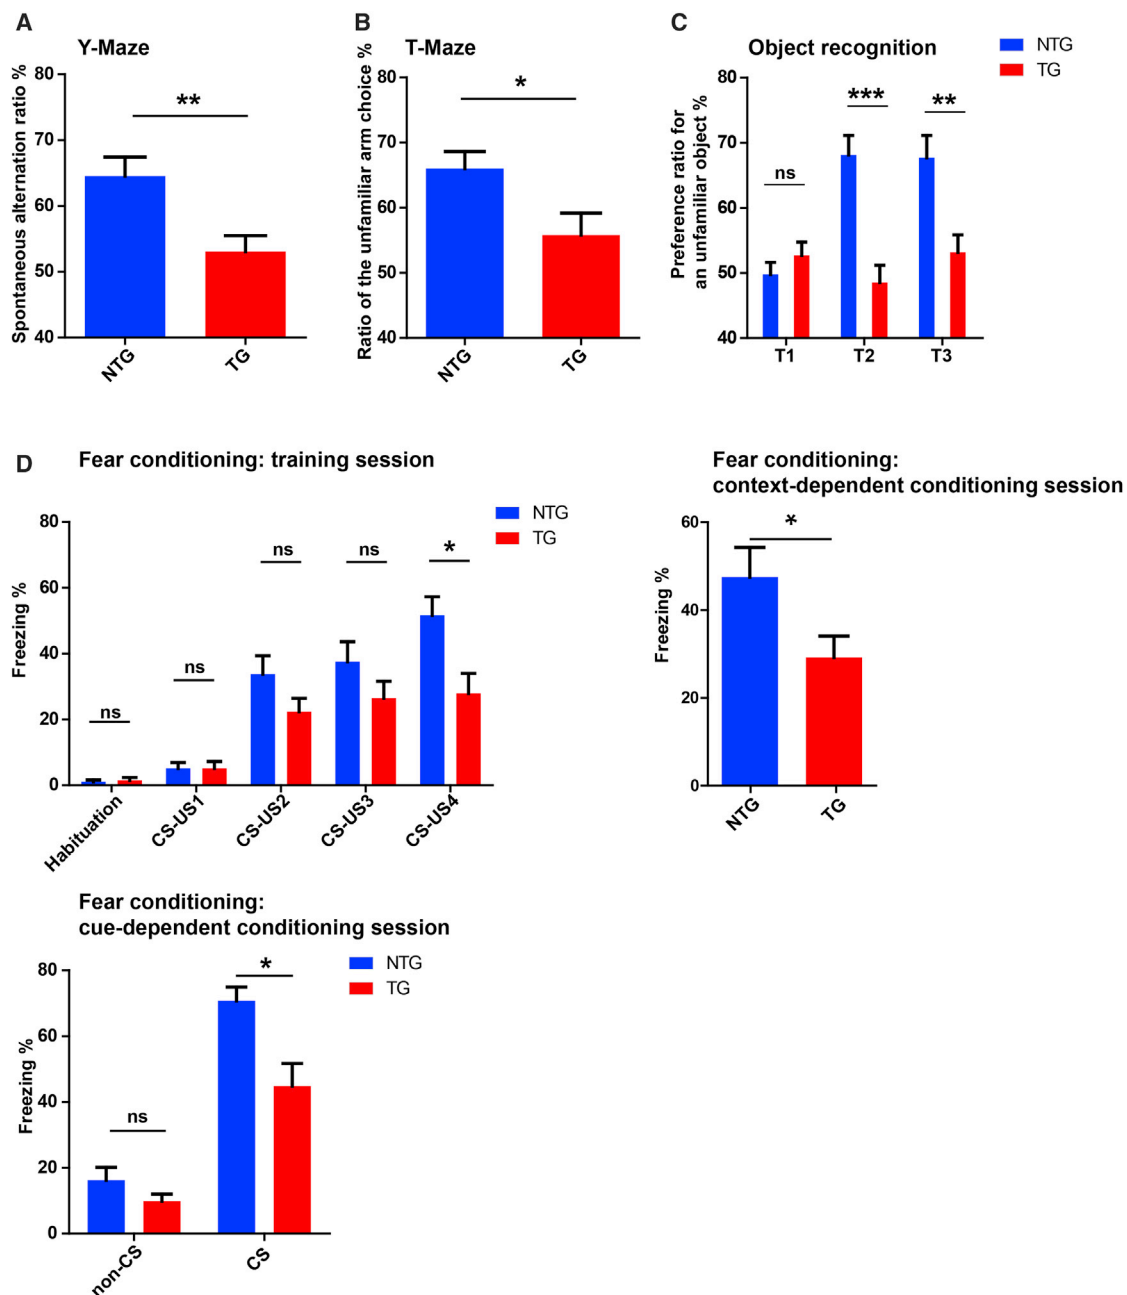 A
Y-Maze
Spontaneous alternation ratio %
80
70
60
50
40
**
NTG
TG
B
T-Maze
Ratio of the unfamiliar arm choice %
80
70
60
50
40
*
NTG
TG
C
Object recognition
NTG
TG
Preference ratio for
an unfamiliar object %
80
70
60
50
40
ns
***
**
T1
T2
T3
D
Fear conditioning: training session
NTG
TG
Freezing %
80
60
40
20
0
ns
ns
ns
ns
*
Habituation
CS-US1
CS-US2
CS-US3
CS-US4
Fear conditioning:
context-dependent conditioning session
Freezing %
60
40
20
0
*
NTG
TG
Fear conditioning:
cue-dependent conditioning session
NTG
TG
Freezing %
80
60
40
20
0
ns
*
non-CS
CS